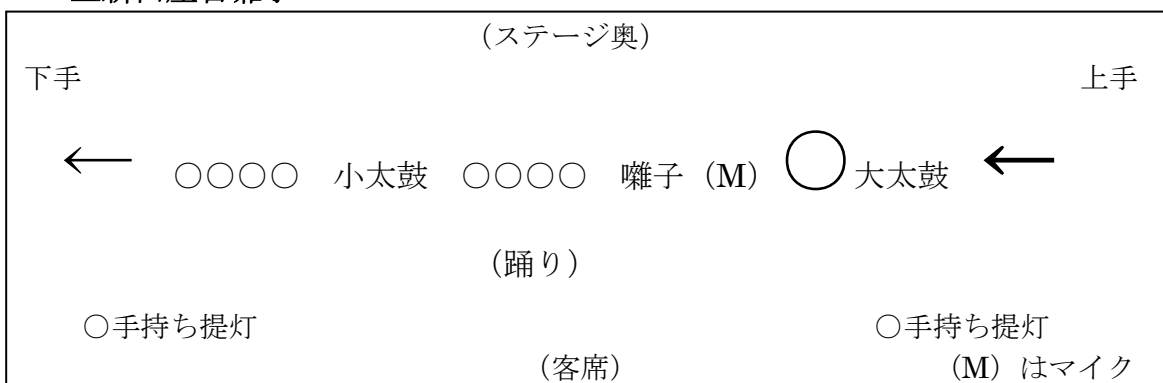 （ステージ奥）
下手 上手
← ○○○○ 小太鼓 ○○○○ 囃子（M） ○大太鼓 ←
（踊り）
○手持ち提灯 ○手持ち提灯
（客席） （M）はマイク